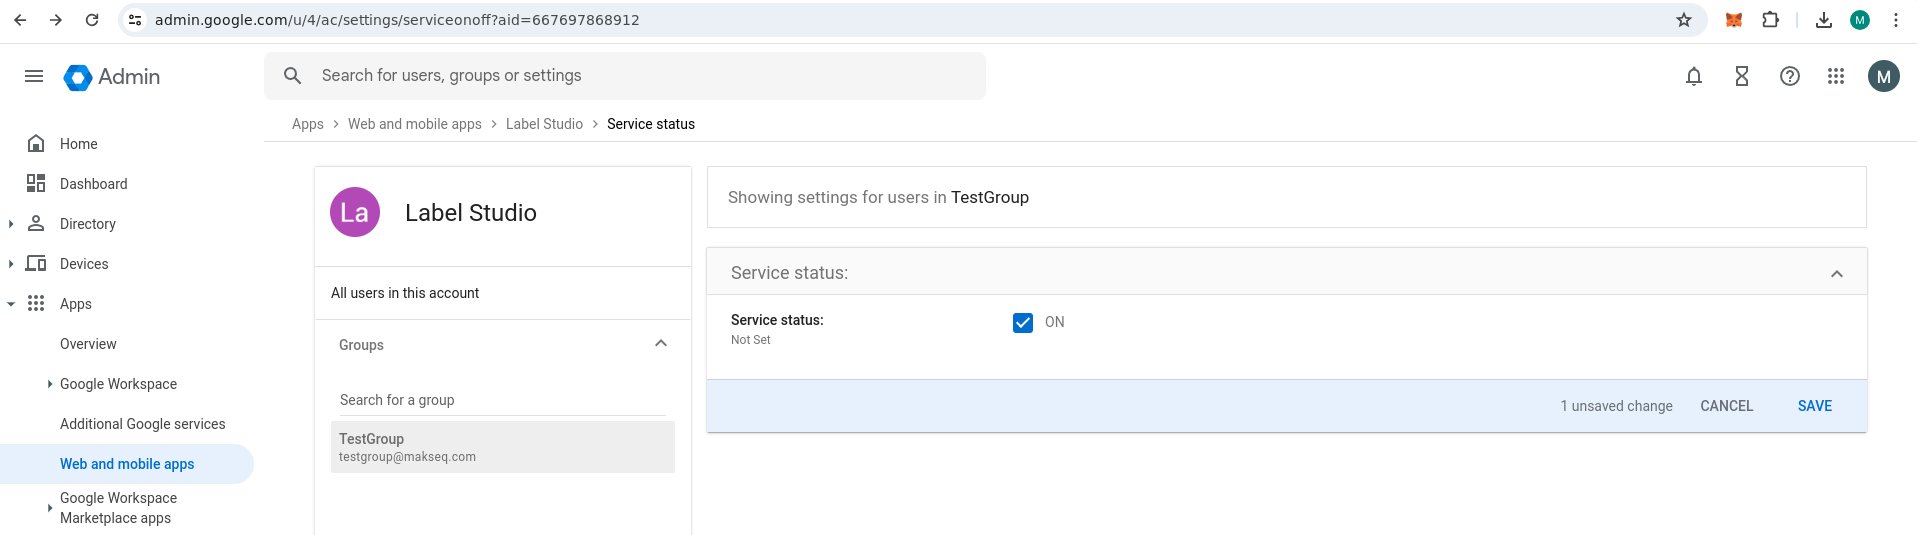 admin.google.com/u/4/ac/settings/serviceonoff?aid=667697868912
M
Admin
Search for users, groups or settings
M
Apps > Web and mobile apps > Label Studio > Service status
Home
Dashboard
Directory
Devices
Apps
Overview
Google Workspace
Additional Google services
Web and mobile apps
Google Workspace
Marketplace apps
La
Label Studio
All users in this account
Groups
Search for a group
TestGroup
testgroup@makseq.com
Showing settings for users in TestGroup
Service status:
Service status:
Not Set
ON
1 unsaved change CANCEL SAVE